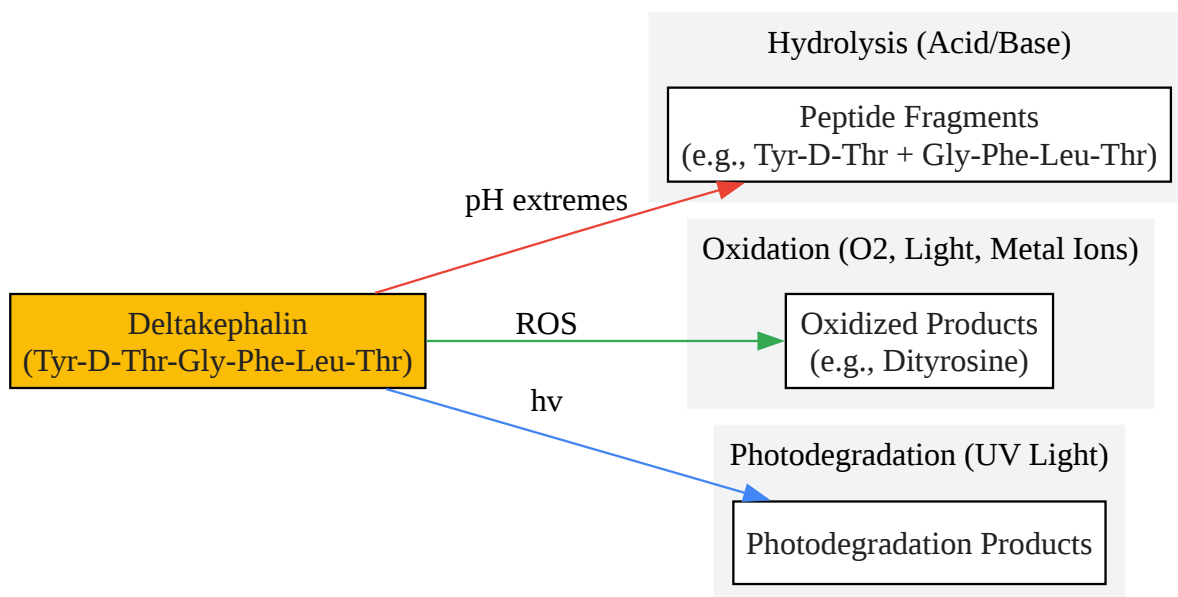 Hydrolysis (Acid/Base)
Peptide Fragments
(e.g., Tyr-D-Thr + Gly-Phe-Leu-Thr)
pH extremes
Oxidation (O2, Light, Metal Ions)
Deltakephalin
(Tyr-D-Thr-Gly-Phe-Leu-Thr)
ROS
Oxidized Products
(e.g., Dityrosine)
hv
Photodegradation (UV Light)
Photodegradation Products